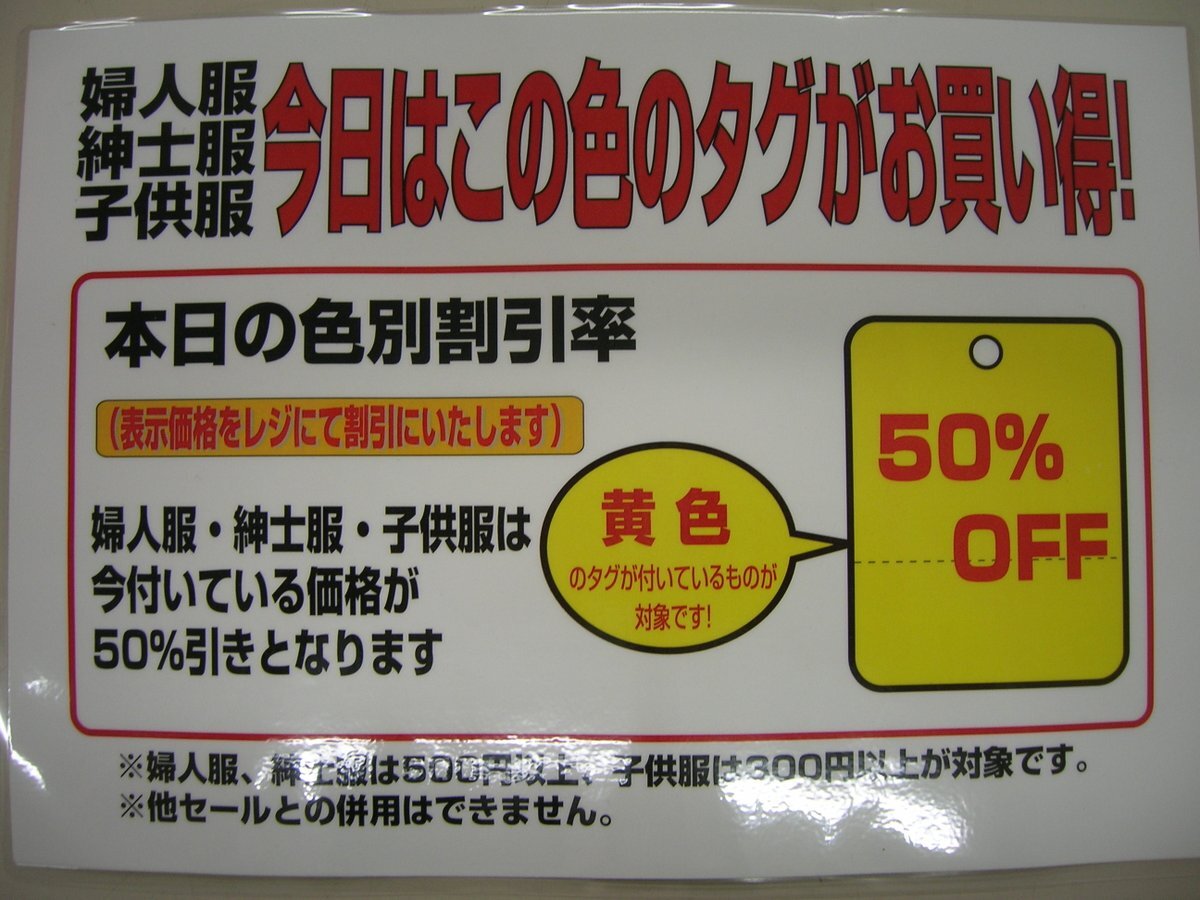 婦人服
紳士服
子供服
今日はこの色のタグがお買い得!
本日の色別割引率
(表示価格をレジにて割引にいたします)
婦人服・紳士服・子供服は
今付いている価格が
50%引きとなります
黄色
のタグが付いているものが
対象です!
50%
OFF
※婦人服、紳士服は500円以上、子供服は300円以上が対象です。
※他セールとの併用はできません。